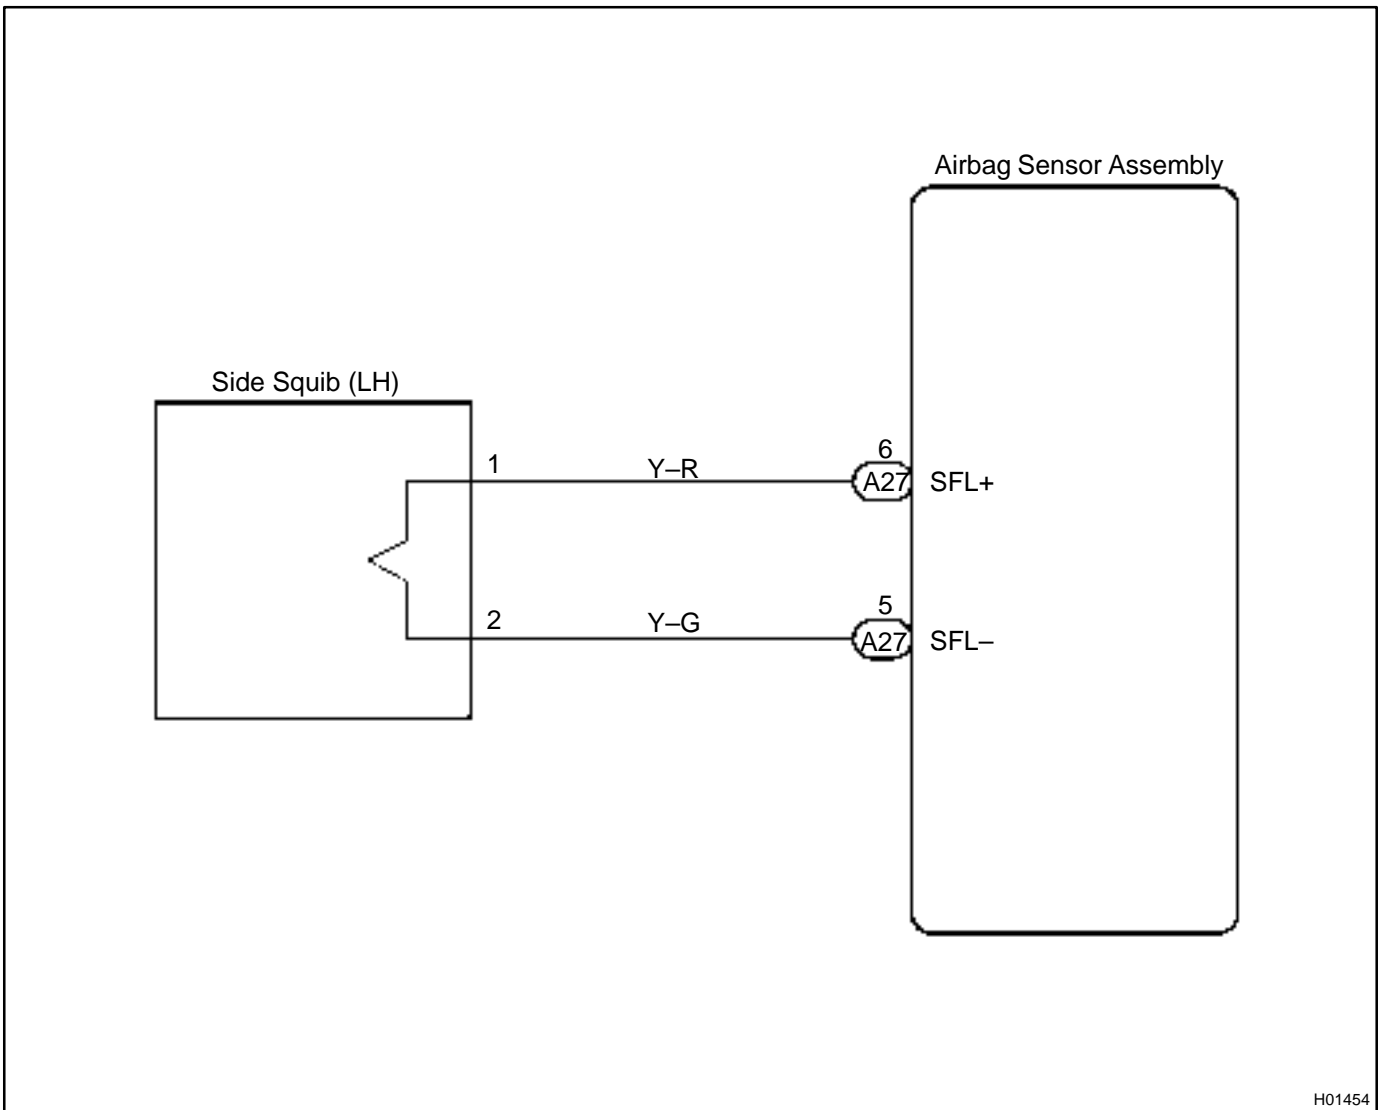 Airbag Sensor Assembly
Side Squib (LH)
6
1
Y–R
A27
SFL+
5
2
Y–G
A27
SFL–
H01454